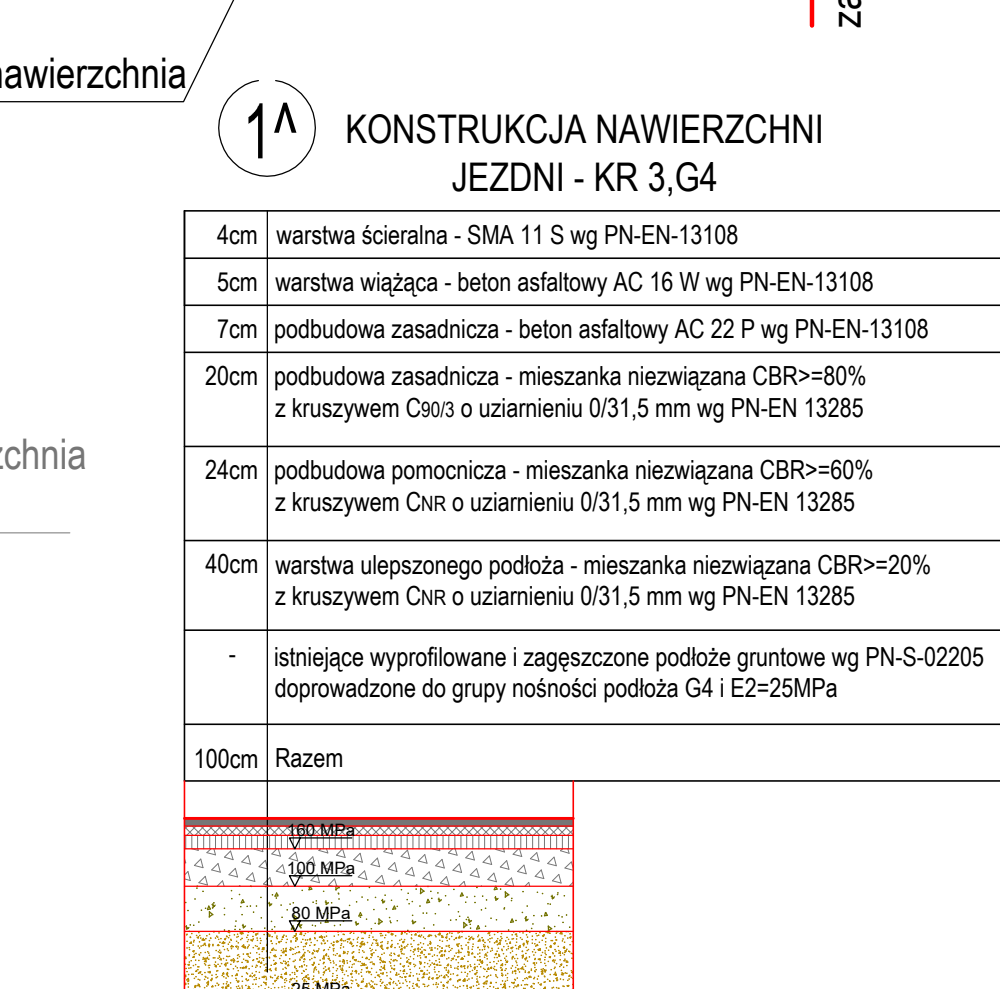 nawierzchnia
1^ KONSTRUKCJA NAWIERZCHNI
JEZDNI - KR 3,G4
4cm warstwa ścieralna - SMA 11 S wg PN-EN-13108
5cm warstwa wiążąca - beton asfaltowy AC 16 W wg PN-EN-13108
7cm podbudowa zasadnicza - beton asfaltowy AC 22 P wg PN-EN-13108
20cm podbudowa zasadnicza - mieszanka niezwiązana CBR>=80%
z kruszywem C90/3 o uziarnieniu 0/31,5 mm wg PN-EN 13285
24cm podbudowa pomocnicza - mieszanka niezwiązana CBR>=60%
z kruszywem CNR o uziarnieniu 0/31,5 mm wg PN-EN 13285
40cm warstwa ulepszonego podłoża - mieszanka niezwiązana CBR>=20%
z kruszywem CNR o uziarnieniu 0/31,5 mm wg PN-EN 13285
- istniejące wyprofilowane i zagęszczone podłoże gruntowe wg PN-S-02205
doprowadzone do grupy nośności podłoża G4 i E2=25MPa
100cm Razem
160 MPa
100 MPa
80 MPa
25 MPa
zchnia
za